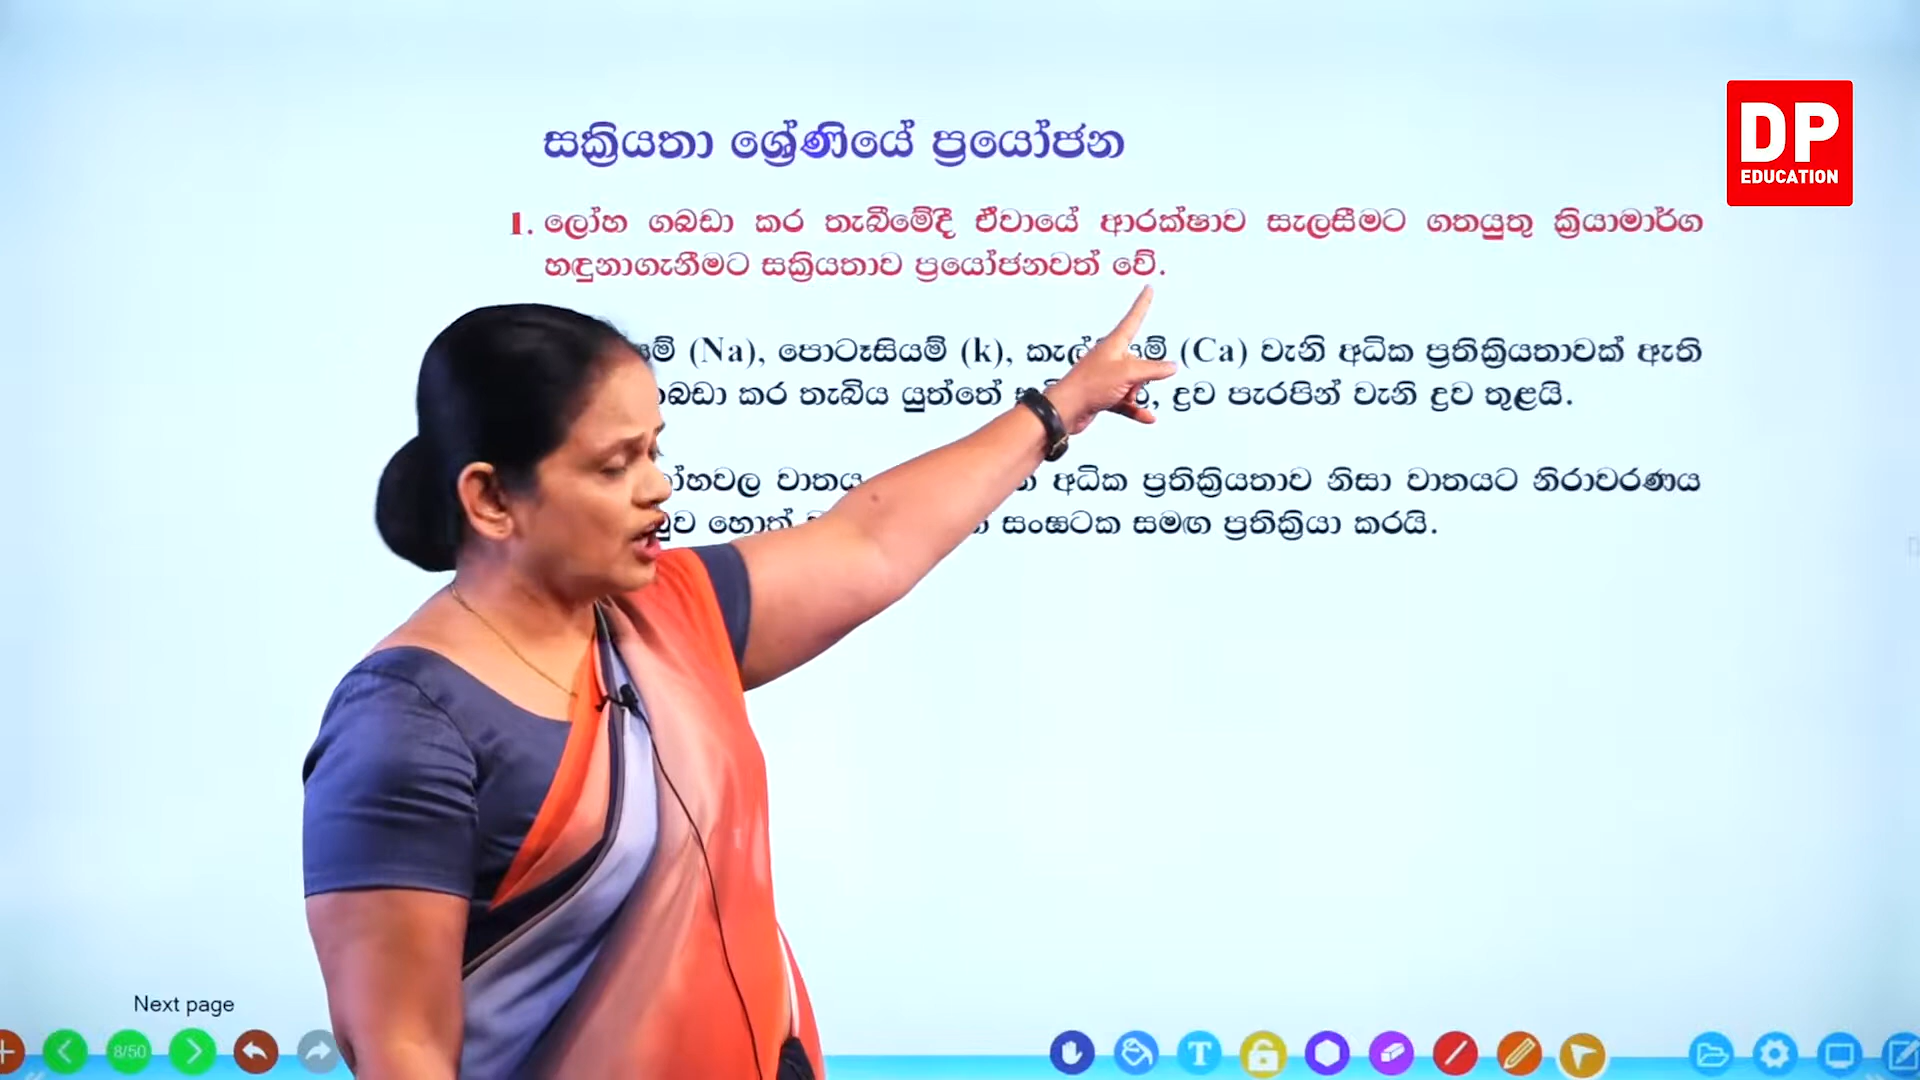 සක්‍රියතා ශ්‍රේණියේ ප්‍රයෝජන
DP
EDUCATION
1. ලෝහ ගබඩා කර තැබීමේදී ඒවායේ ආරක්ෂාව සැලසීමට ගතයුතු ක්‍රියාමාර්ග
හඳුනාගැනීමට සක්‍රියතාව ප්‍රයෝජනවත් වේ.
(Na), පොටෑසියම් (k), (Ca) වැනි අධික ප්‍රතික්‍රියතාවක් ඇති
කර තැබිය යුත්තේ ද්‍රව පැරපින් වැනි ද්‍රව තුළයි.
අධික ප්‍රතික්‍රියතාව නිසා වාතයට නිරාවරණය
හොත් සංඝටක සමඟ ප්‍රතික්‍රියා කරයි.
Next page
8/50
T